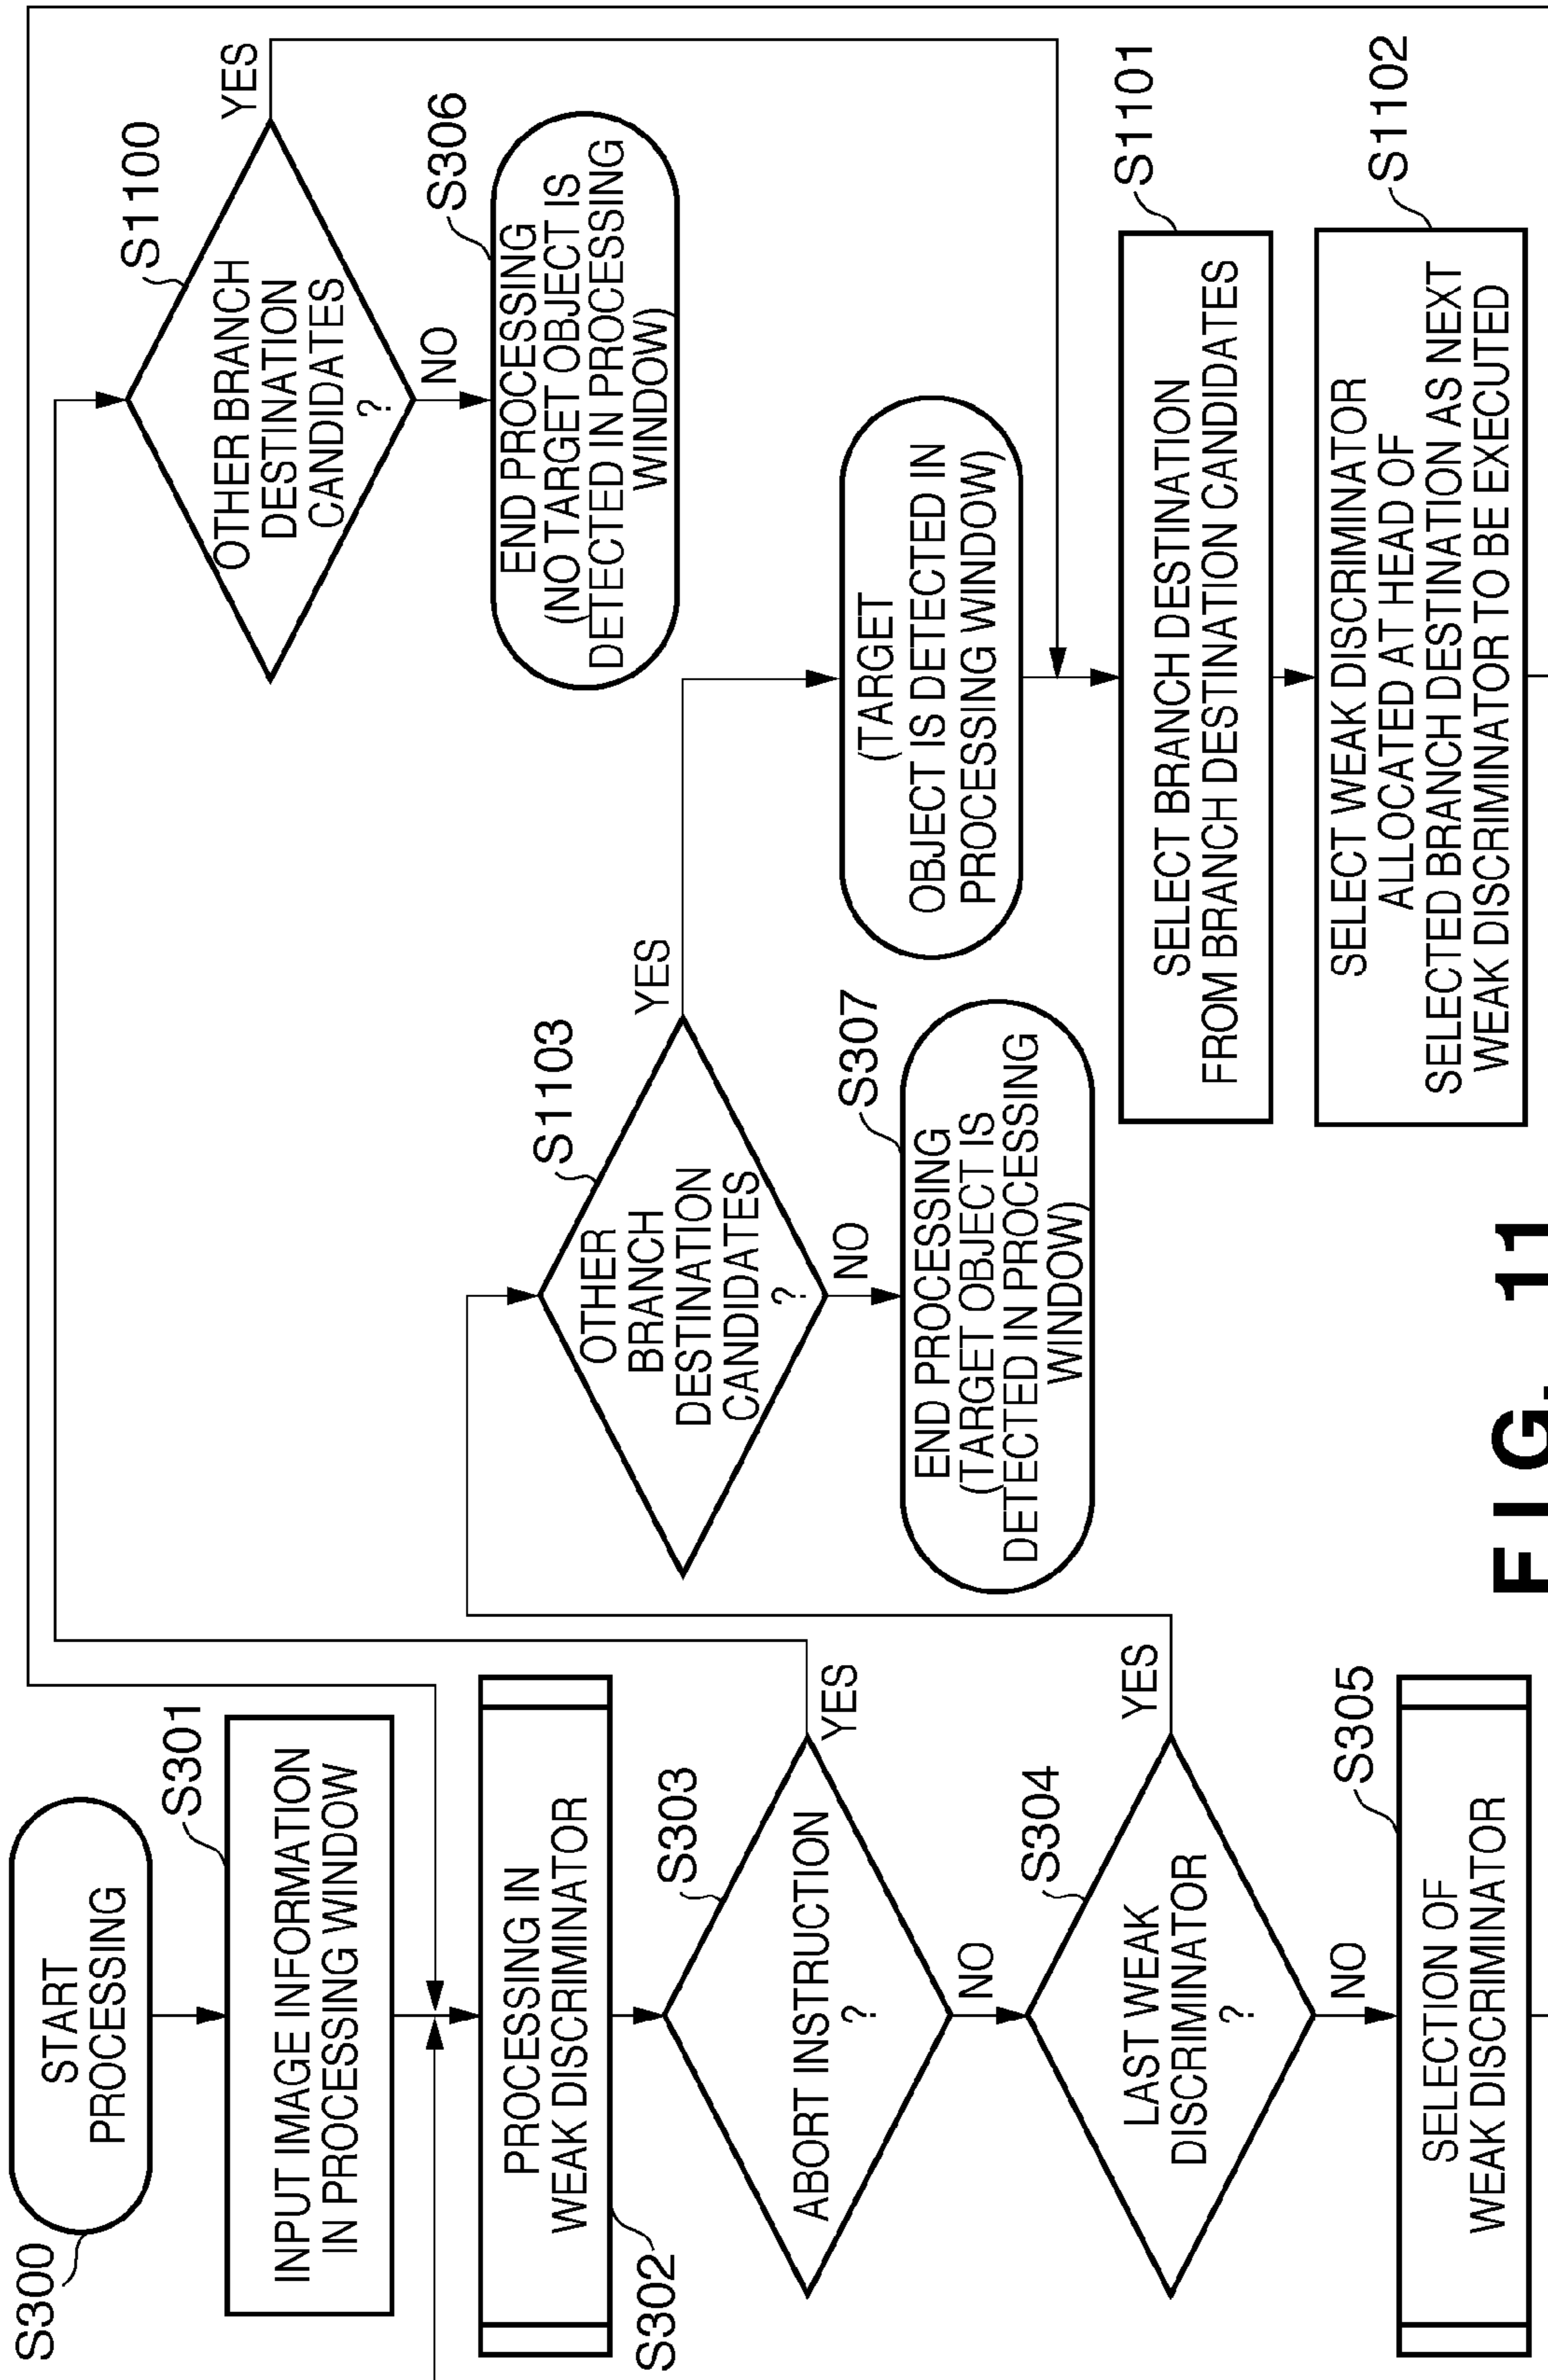 S300
START
PROCESSING
S301
INPUT IMAGE INFORMATION
IN PROCESSING WINDOW
PROCESSING IN
WEAK DISCRIMINATOR
S302
S303
ABORT INSTRUCTION
?
YES
NO
S304
LAST WEAK
DISCRIMINATOR
?
YES
NO
S305
SELECTION OF
WEAK DISCRIMINATOR
S1103
OTHER
BRANCH
DESTINATION
CANDIDATES
?
YES
NO
S307
END PROCESSING
(TARGET OBJECT IS
DETECTED IN PROCESSING
WINDOW)
S1100
OTHER BRANCH
DESTINATION
CANDIDATES
?
YES
NO
S306
END PROCESSING
(NO TARGET OBJECT IS
DETECTED IN PROCESSING
WINDOW)
(TARGET
OBJECT IS DETECTED IN
PROCESSING WINDOW)
S1101
SELECT BRANCH DESTINATION
FROM BRANCH DESTINATION CANDIDATES
S1102
SELECT WEAK DISCRIMINATOR
ALLOCATED AT HEAD OF
SELECTED BRANCH DESTINATION AS NEXT
WEAK DISCRIMINATOR TO BE EXECUTED
FIG. 11